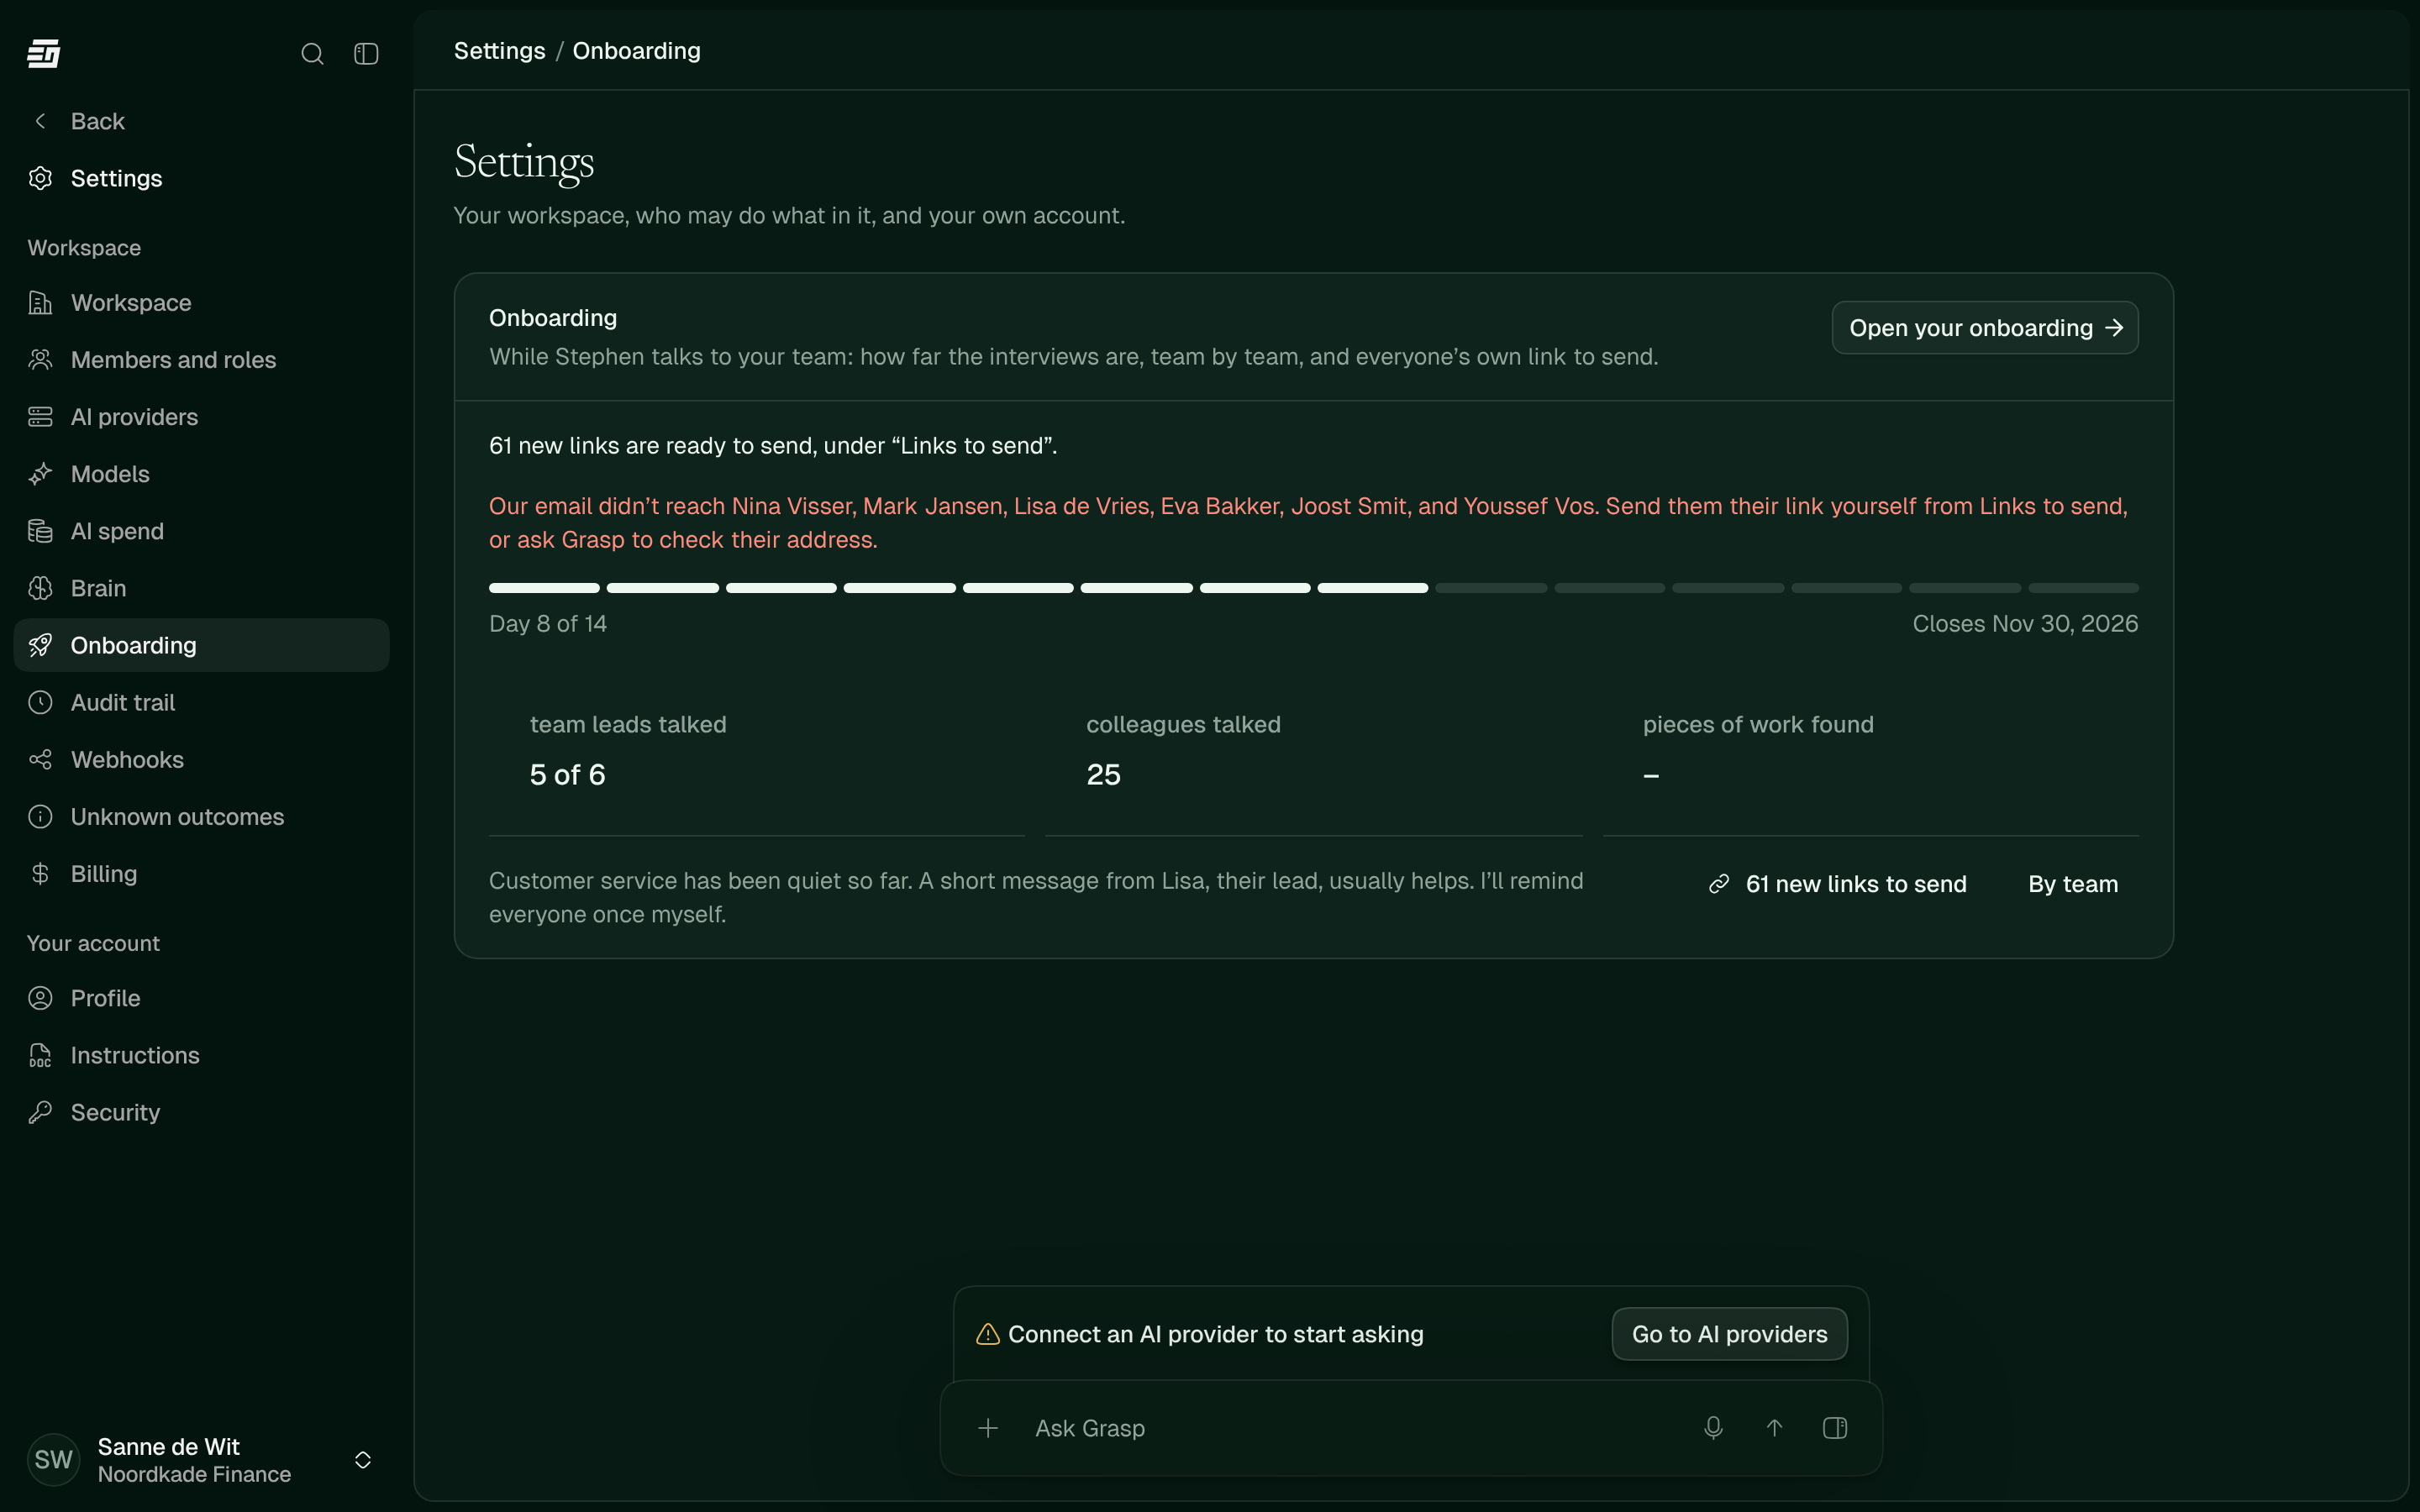 Settings / Onboarding
Back
Settings
Workspace
Workspace
Members and roles
AI providers
Models
AI spend
Brain
Onboarding
Audit trail
Webhooks
Unknown outcomes
Billing
Your account
Profile
Instructions
Security
SW
Sanne de Wit
Noordkade Finance
Settings
Your workspace, who may do what in it, and your own account.
Onboarding
While Stephen talks to your team: how far the interviews are, team by team, and everyone’s own link to send.
Open your onboarding
61 new links are ready to send, under “Links to send”.
Our email didn’t reach Nina Visser, Mark Jansen, Lisa de Vries, Eva Bakker, Joost Smit, and Youssef Vos. Send them their link yourself from Links to send,
or ask Grasp to check their address.
Day 8 of 14
Closes Nov 30, 2026
team leads talked
5 of 6
colleagues talked
25
pieces of work found
–
Customer service has been quiet so far. A short message from Lisa, their lead, usually helps. I’ll remind
everyone once myself.
61 new links to send
By team
Connect an AI provider to start asking
Go to AI providers
Ask Grasp